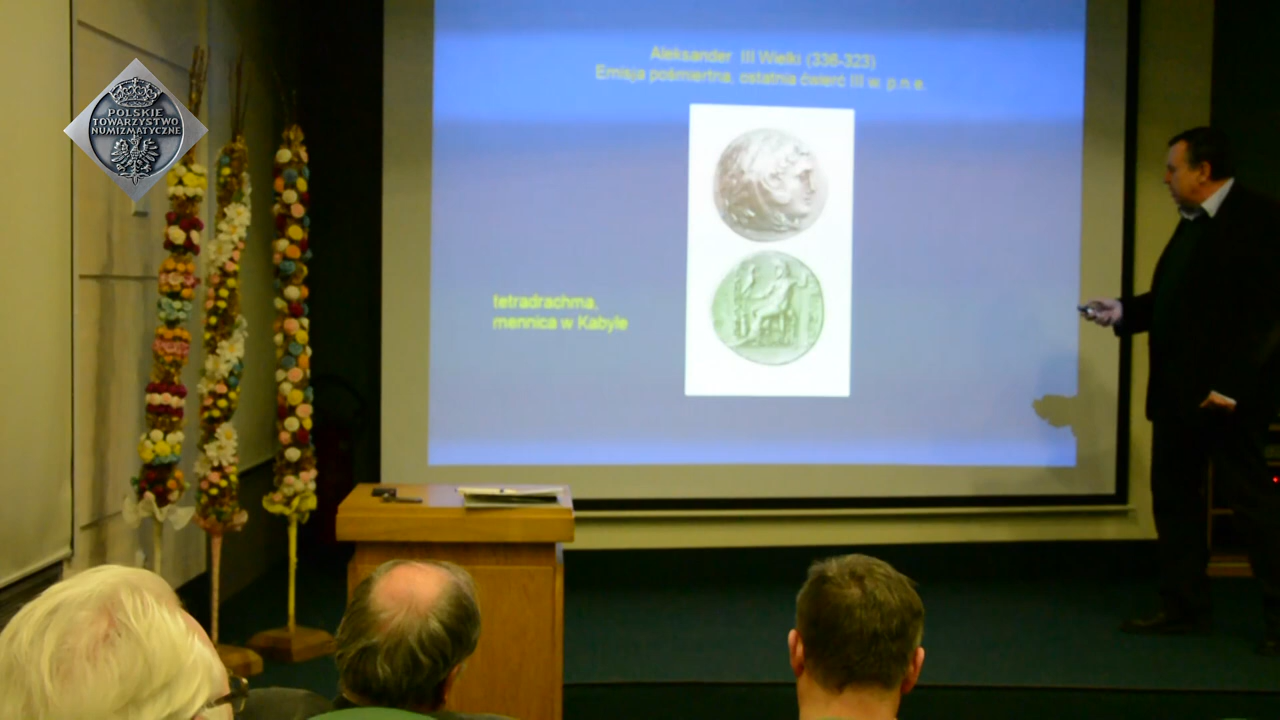 POLSKIE
TOWARZYSTWO
NUMIZMATYCZNE
Aleksander III Wielki (336-323)
Emisja pośmiertna, ostatnia ćwierć III w. p.n.e.
tetradrachma,
mennica w Kabyle